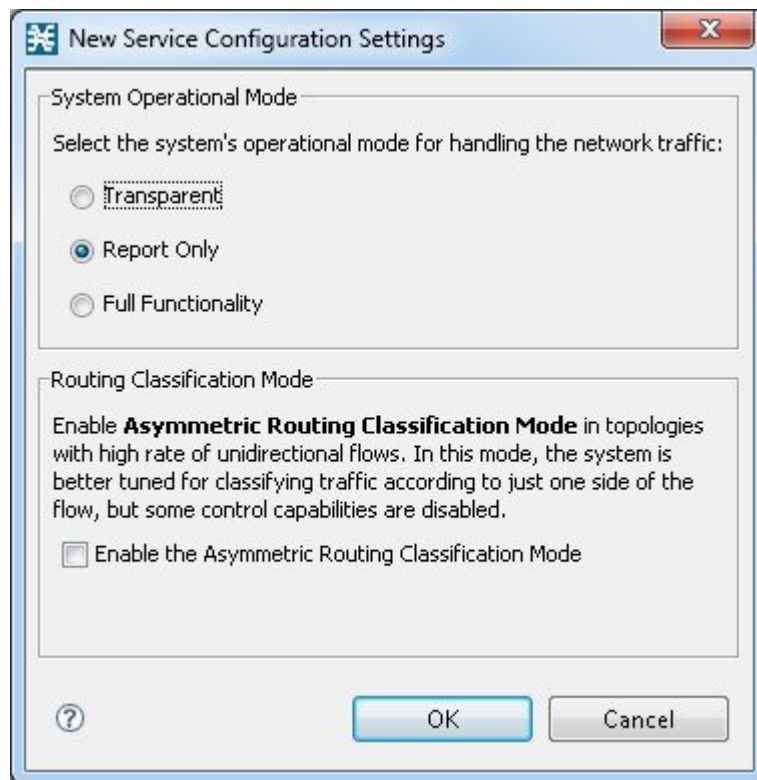 New Service Configuration Settings
System Operational Mode
Select the system's operational mode for handling the network traffic:
Transparent
Report Only
Full Functionality
Routing Classification Mode
Enable Asymmetric Routing Classification Mode in topologies
with high rate of unidirectional flows. In this mode, the system is
better tuned for classifying traffic according to just one side of the
flow, but some control capabilities are disabled.
Enable the Asymmetric Routing Classification Mode
OK
Cancel